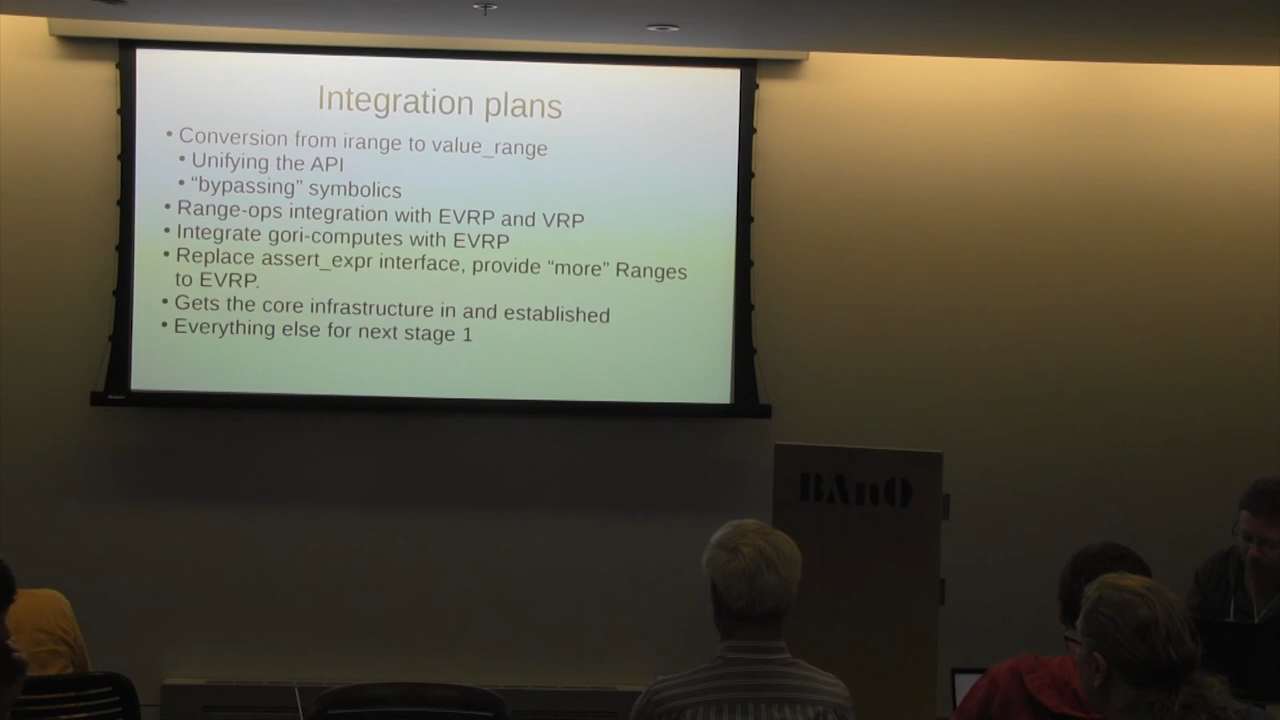 Integration plans
• Conversion from irange to value_range
• Unifying the API
• “bypassing” symbolics
• Range-ops integration with EVRP and VRP
• Integrate gori-computes with EVRP
• Replace assert_expr interface, provide “more” Ranges
to EVRP.
• Gets the core infrastructure in and established
• Everything else for next stage 1
BAnQ